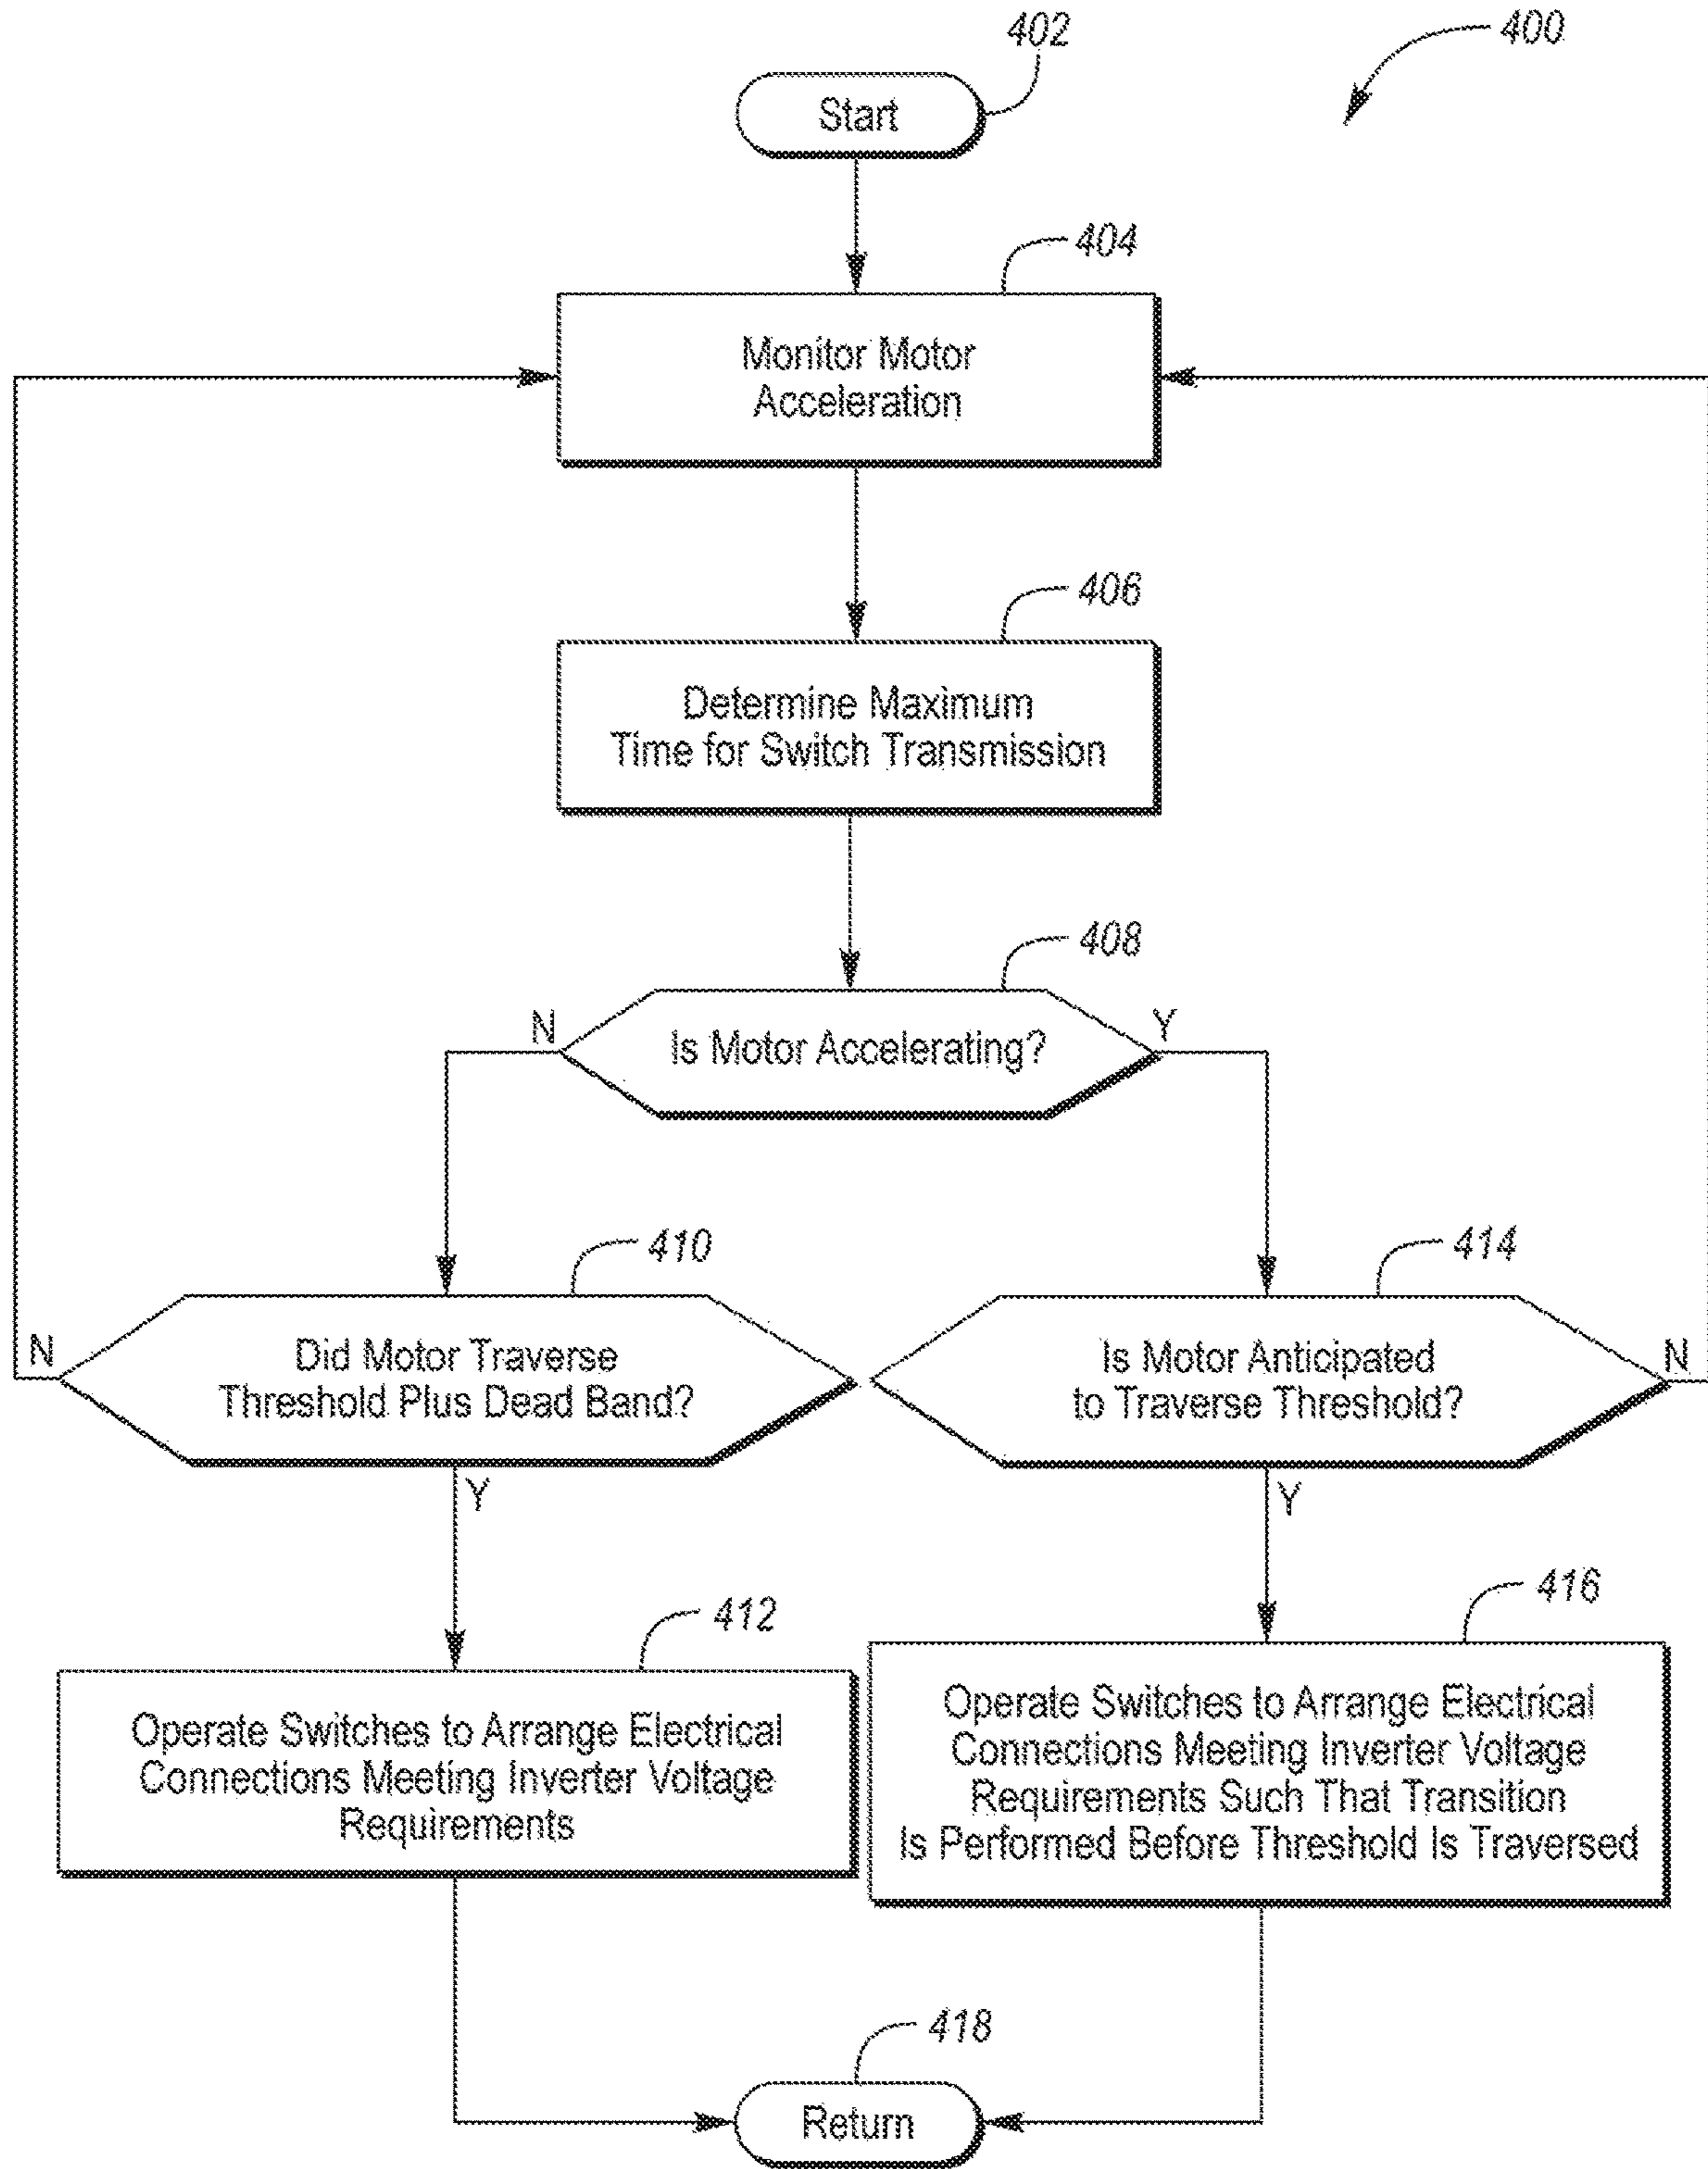 402
400
Start
404
Monitor Motor
Acceleration
406
Determine Maximum
Time for Switch Transmission
408
N
Is Motor Accelerating?
Y
410
414
N
Did Motor Traverse
Threshold Plus Dead Band?
Is Motor Anticipated
to Traverse Threshold?
N
Y
Y
412
416
Operate Switches to Arrange Electrical
Connections Meeting Inverter Voltage
Requirements
Operate Switches to Arrange Electrical
Connections Meeting Inverter Voltage
Requirements Such That Transition
Is Performed Before Threshold Is Traversed
418
Return